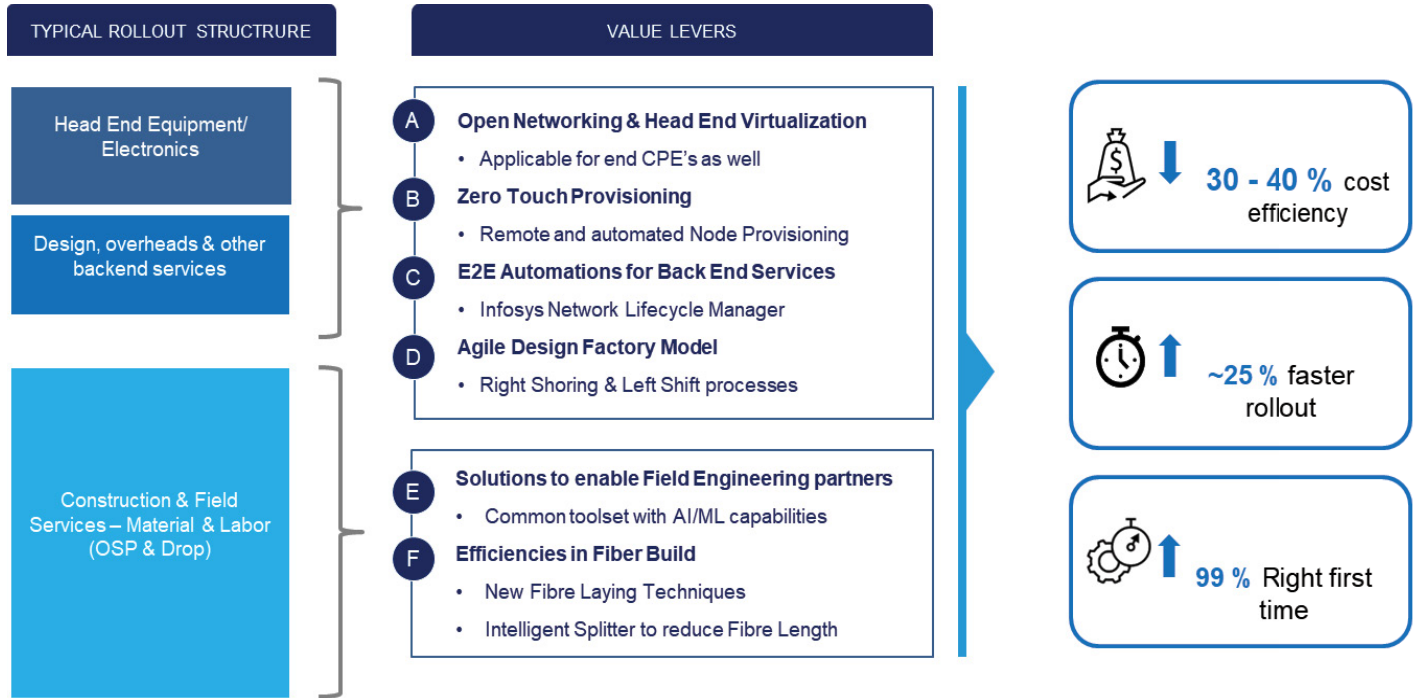 TYPICAL ROLLOUT STRUCTRURE
Head End Equipment/
Electronics
Design, overheads & other
backend services
Construction & Field
Services – Material & Labor
(OSP & Drop)
VALUE LEVERS
A
Open Networking & Head End Virtualization
• Applicable for end CPE's as well
B
Zero Touch Provisioning
• Remote and automated Node Provisioning
C
E2E Automations for Back End Services
• Infosys Network Lifecycle Manager
D
Agile Design Factory Model
• Right Shoring & Left Shift processes
E
Solutions to enable Field Engineering partners
• Common toolset with AI/ML capabilities
F
Efficiencies in Fiber Build
• New Fibre Laying Techniques
• Intelligent Splitter to reduce Fibre Length
$
30 - 40 % cost
efficiency
~25 % faster
rollout
99 % Right first
time